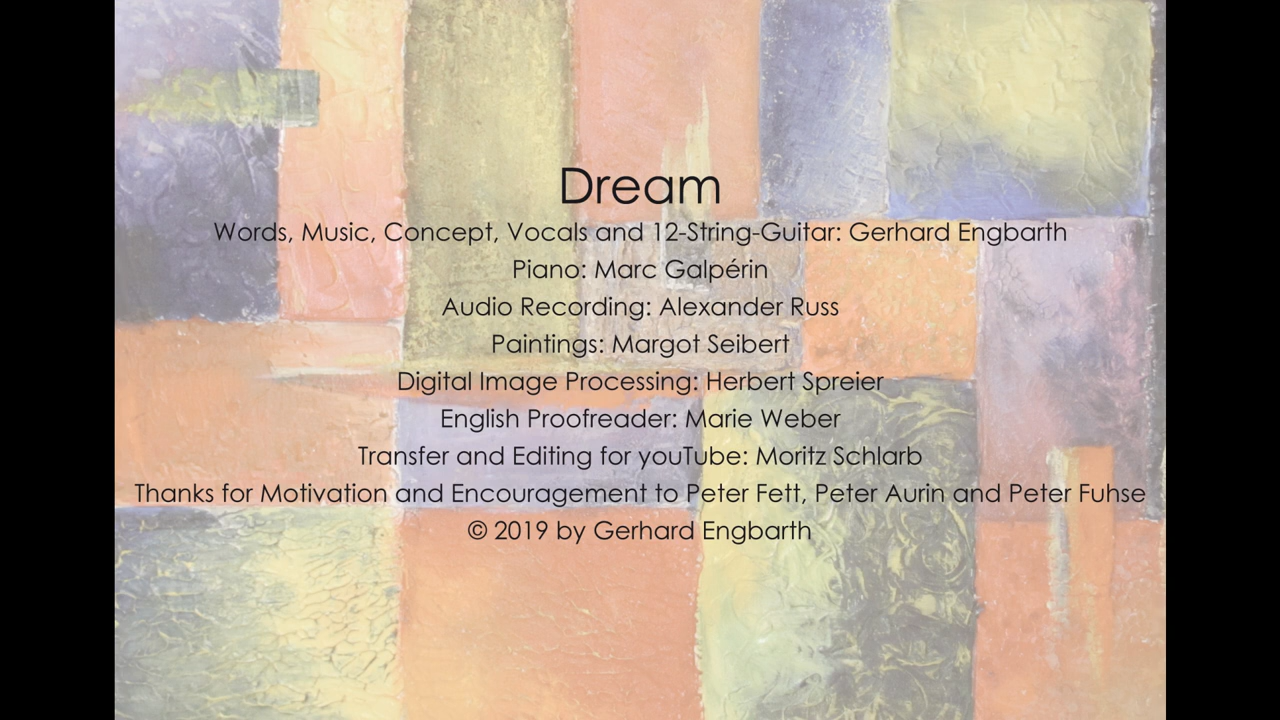 Dream
Words, Music, Concept, Vocals and 12-String-Guitar: Gerhard Engbarth
Piano: Marc Galpérin
Audio Recording: Alexander Russ
Paintings: Margot Seibert
Digital Image Processing: Herbert Spreier
English Proofreader: Marie Weber
Transfer and Editing for youTube: Moritz Schlarb
Thanks for Motivation and Encouragement to Peter Fett, Peter Aurin and Peter Fuhse
© 2019 by Gerhard Engbarth